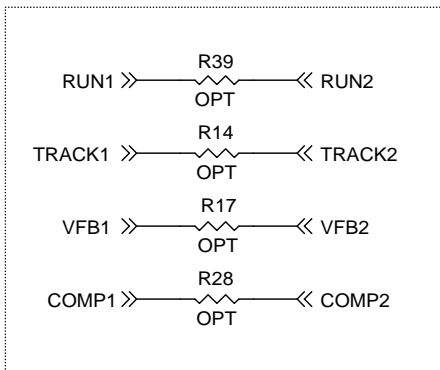 R39
RUN1 RUN2
OPT
R14
TRACK1 TRACK2
OPT
R17
VFB1 VFB2
OPT
R28
COMP1 COMP2
OPT